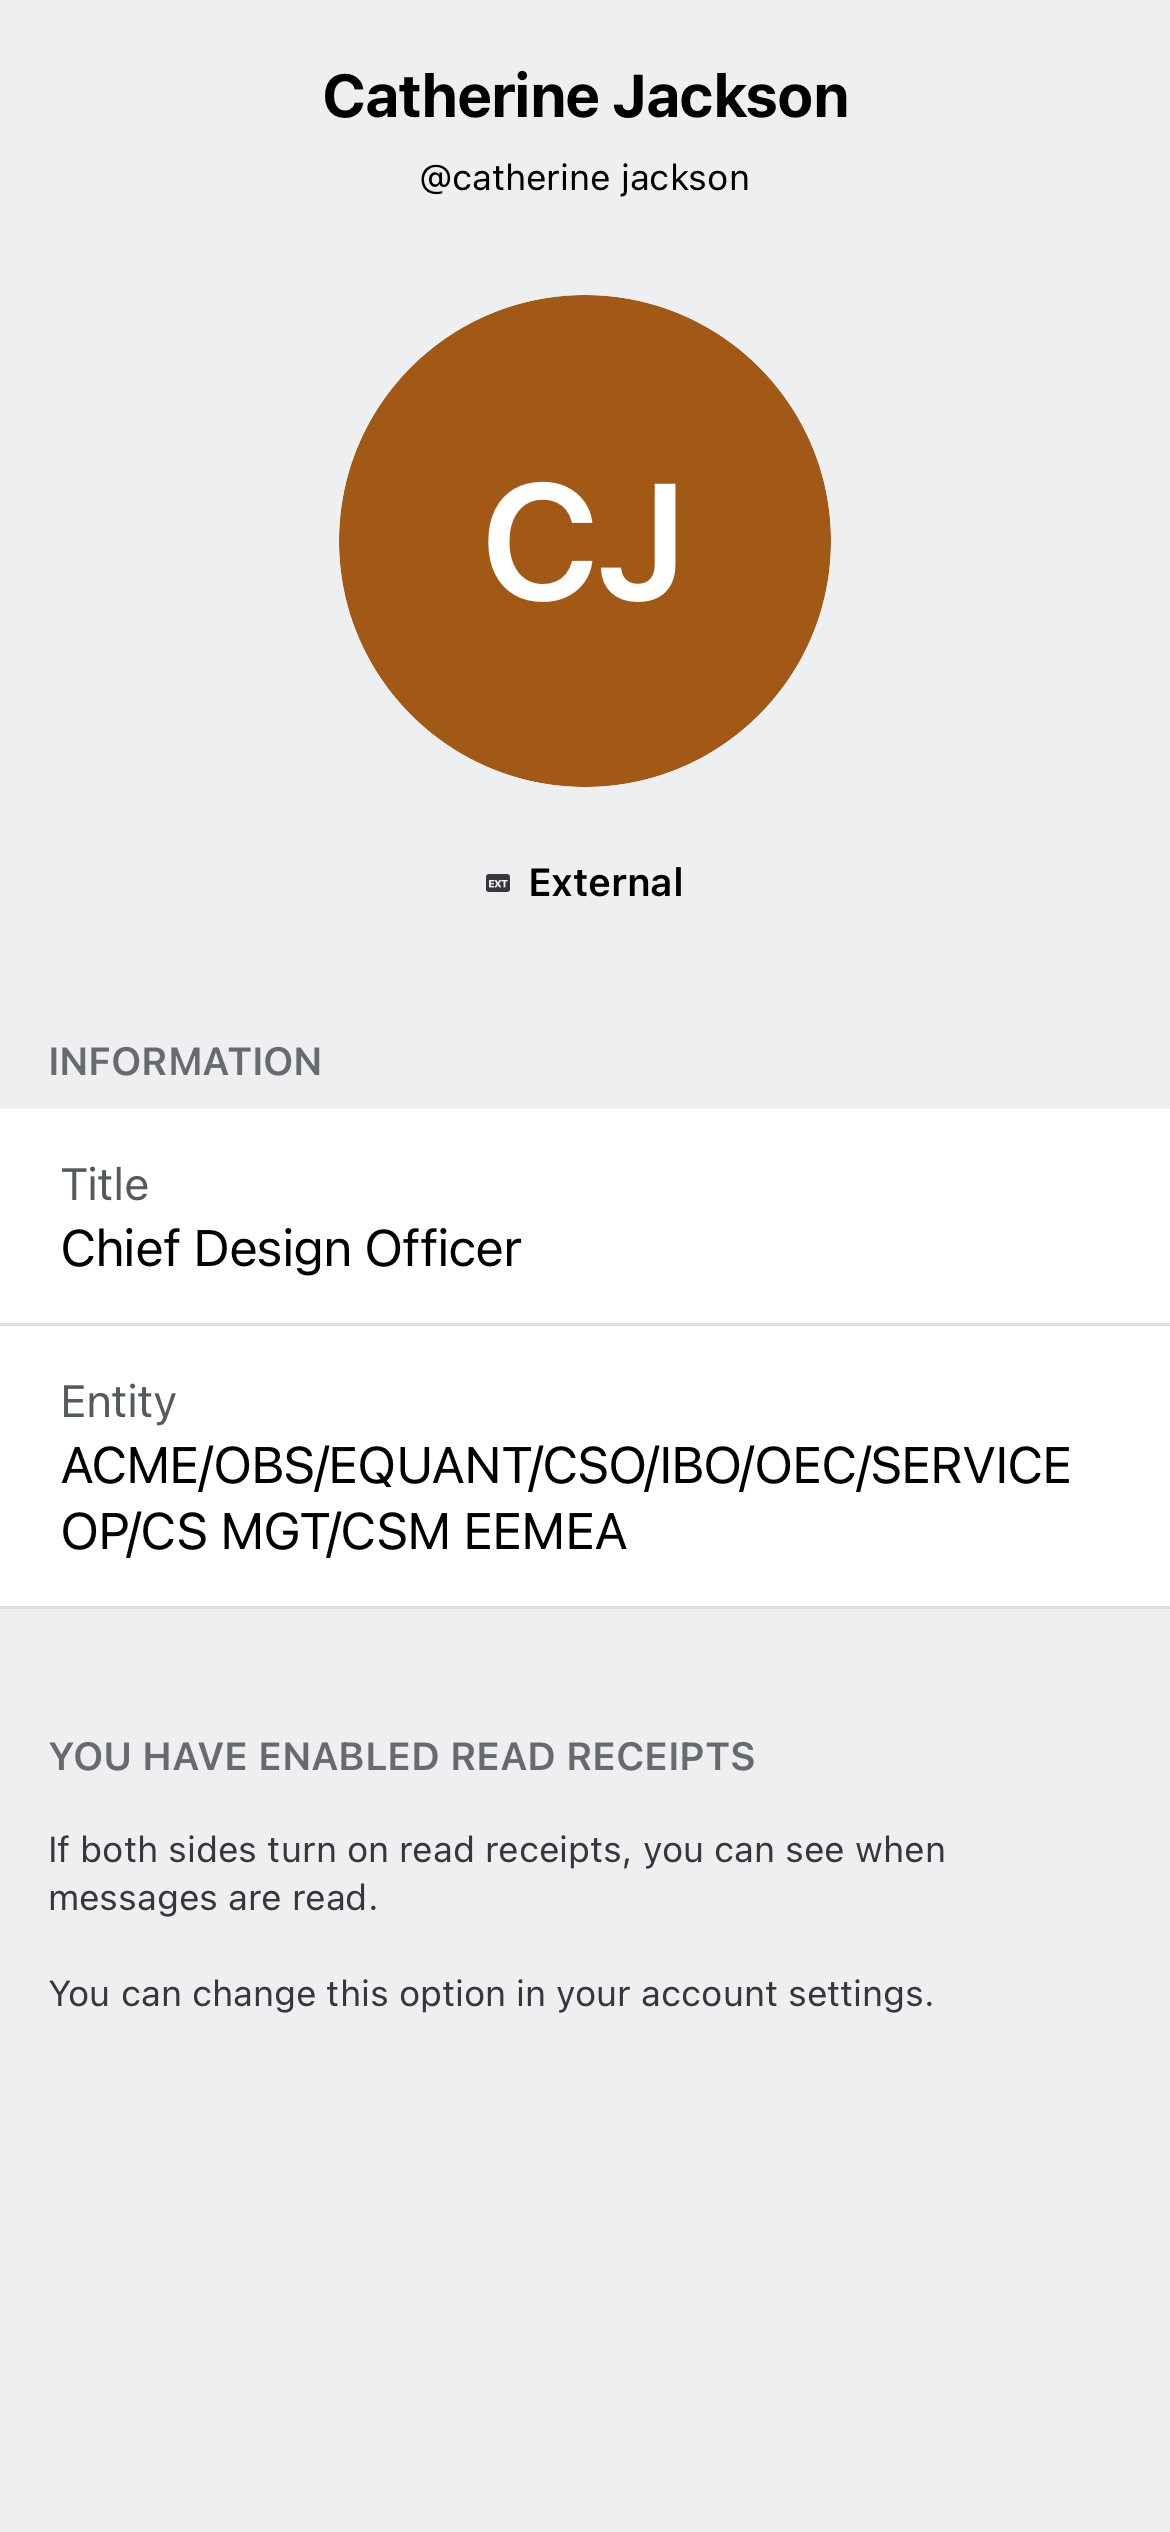 Catherine Jackson
@catherine jackson
CJ
EXT External
INFORMATION
Title
Chief Design Officer
Entity
ACME/OBS/EQUANT/CSO/IBO/OEC/SERVICE
OP/CS MGT/CSM EEMEA
YOU HAVE ENABLED READ RECEIPTS
If both sides turn on read receipts, you can see when
messages are read.
You can change this option in your account settings.